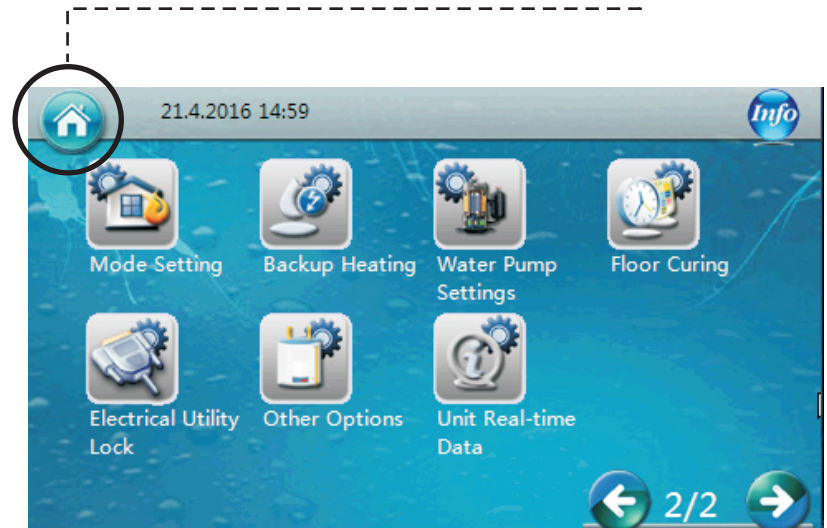 21.4.2016 14:59
Info
Mode Setting
Backup Heating
Water Pump
Settings
Floor Curing
Electrical Utility
Lock
Other Options
Unit Real-time
Data
2/2